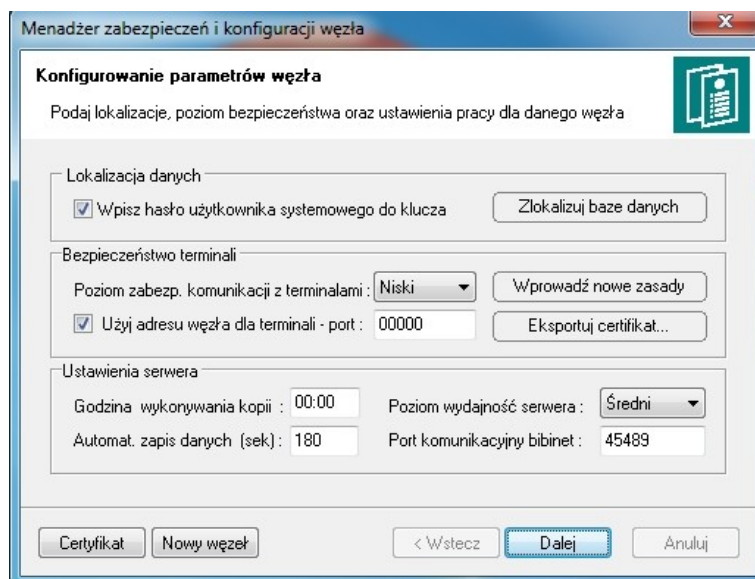 Menadżer zabezpieczeń i konfiguracji węzła
Konfigurowanie parametrów węzła
Podaj lokalizacje, poziom bezpieczeństwa oraz ustawienia pracy dla danego węzła
Lokalizacja danych
Wpisz hasło użytkownika systemowego do klucza Zlokalizuj baze danych
Bezpieczeństwo terminali
Poziom zabezp. komunikacji z terminalami : Niski Wprowadź nowe zasady
Użyj adresu węzła dla terminali - port : 00000 Eksportuj certifikat...
Ustawienia serwera
Godzina wykonywania kopii : 00:00 Poziom wydajność serwera : Średni
Automat. zapis danych (sek) : 180 Port komunikacyjny bibinet : 45489
Certyfikat Nowy węzeł < Wstecz Dalej Anuluj